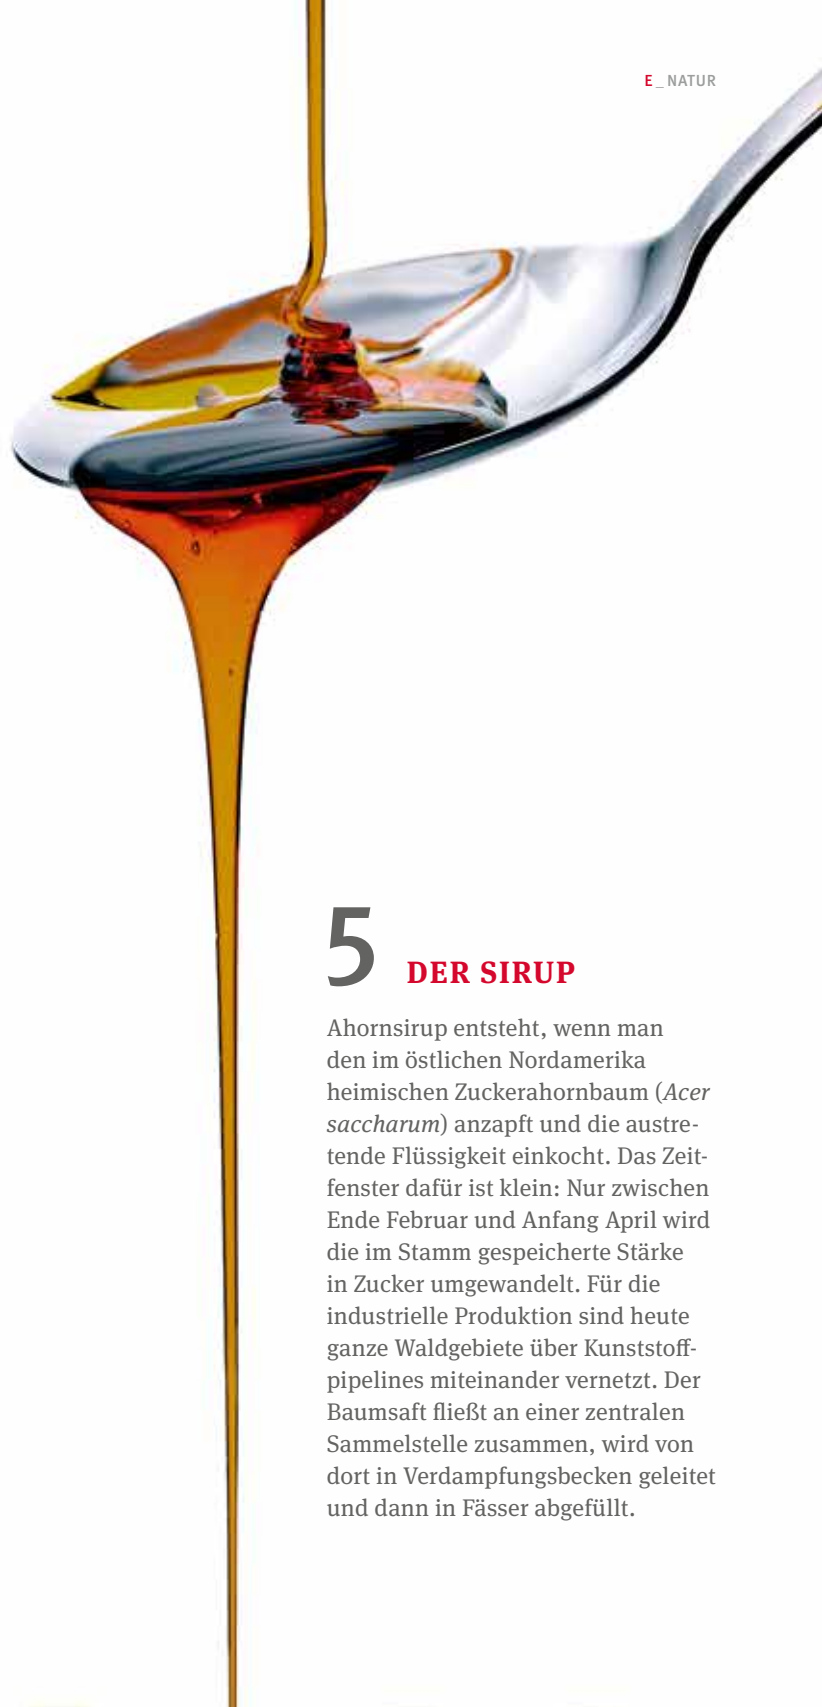 E_NATUR
5 DER SIRUP
Ahornsirup entsteht, wenn man
den im östlichen Nordamerika
heimischen Zuckerahornbaum (Acer
saccharum) anzapft und die austre-
tende Flüssigkeit einkocht. Das Zeit-
fenster dafür ist klein: Nur zwischen
Ende Februar und Anfang April wird
die im Stamm gespeicherte Stärke
in Zucker umgewandelt. Für die
industrielle Produktion sind heute
ganze Waldgebiete über Kunststoff-
pipelines miteinander vernetzt. Der
Baumsaft fließt an einer zentralen
Sammelstelle zusammen, wird von
dort in Verdampfungsbecken geleitet
und dann in Fässer abgefüllt.